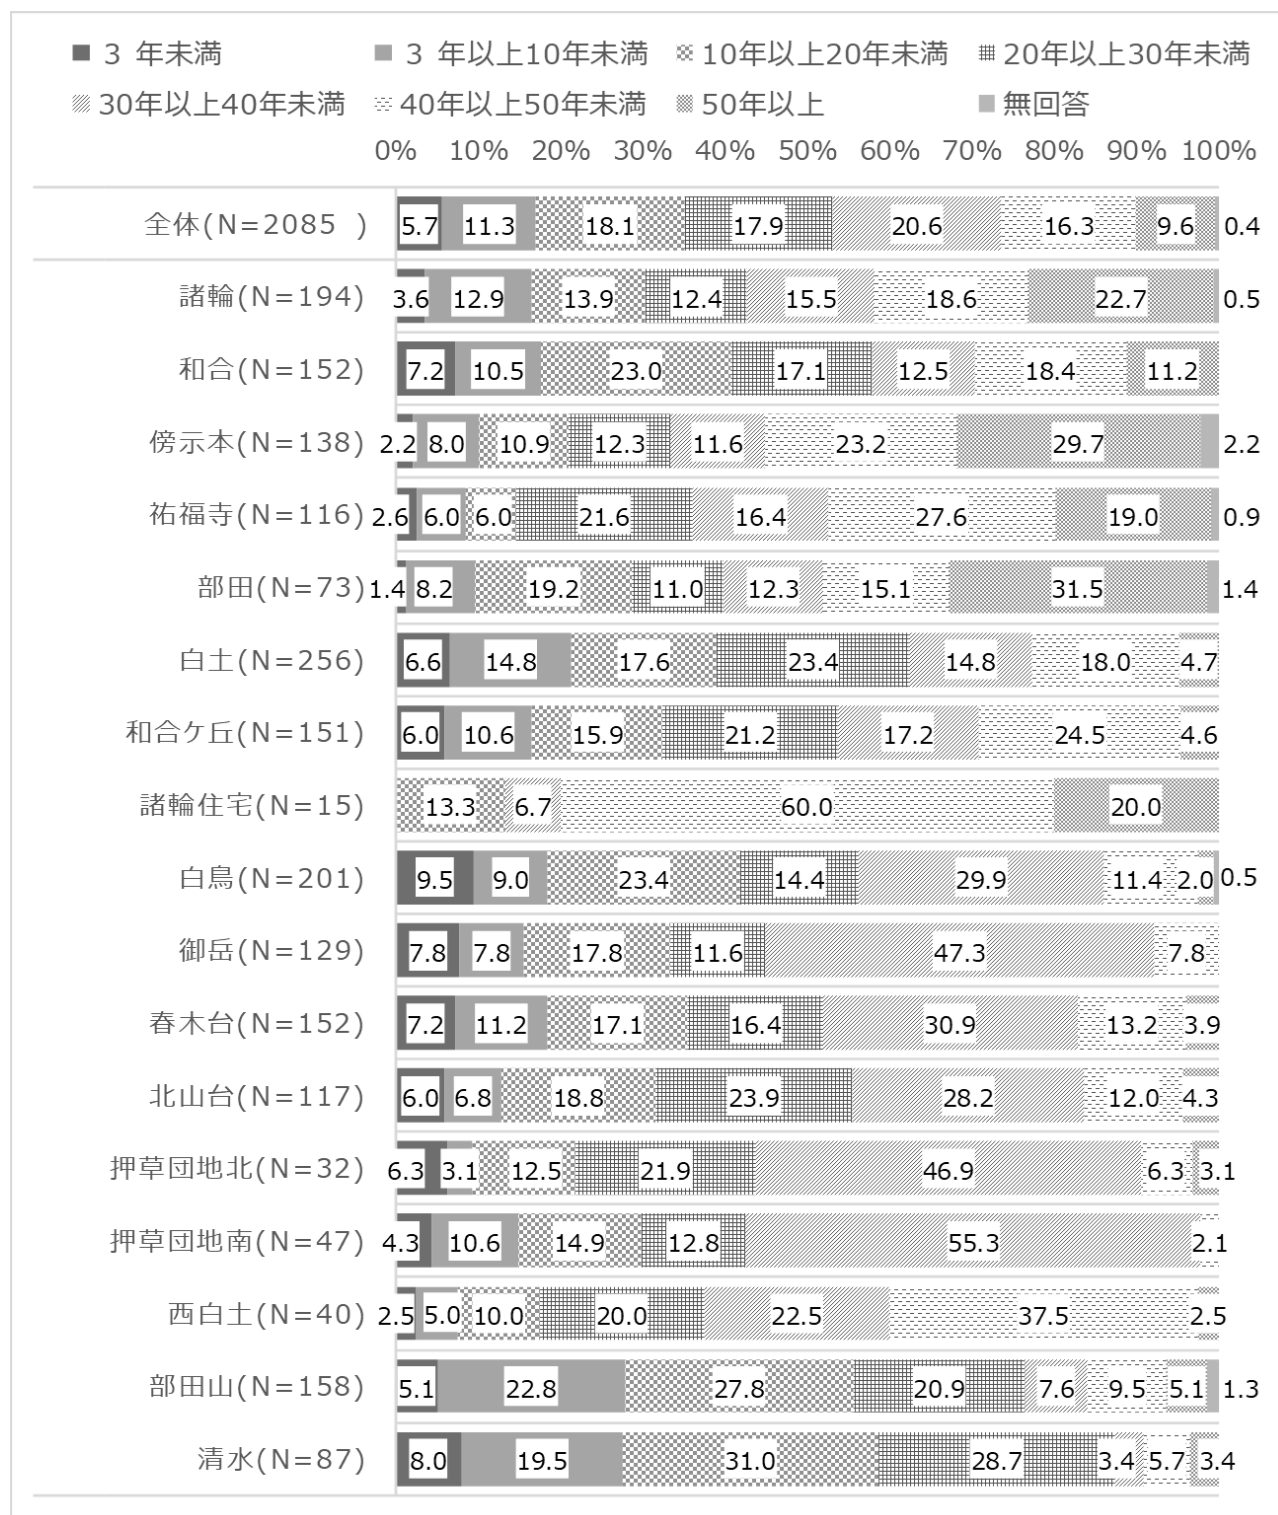 3 年未満 3 年以上10年未満 10年以上20年未満 20年以上30年未満
30年以上40年未満 40年以上50年未満 50年以上 無回答
0% 10% 20% 30% 40% 50% 60% 70% 80% 90% 100%
全体(N=2085 ) 5.7 11.3 18.1 17.9 20.6 16.3 9.6 0.4
諸輪(N=194) 3.6 12.9 13.9 12.4 15.5 18.6 22.7 0.5
和合(N=152) 7.2 10.5 23.0 17.1 12.5 18.4 11.2
傍示本(N=138) 2.2 8.0 10.9 12.3 11.6 23.2 29.7 2.2
祐福寺(N=116) 2.6 6.0 6.0 21.6 16.4 27.6 19.0 0.9
部田(N=73) 1.4 8.2 19.2 11.0 12.3 15.1 31.5 1.4
白土(N=256) 6.6 14.8 17.6 23.4 14.8 18.0 4.7
和合ケ丘(N=151) 6.0 10.6 15.9 21.2 17.2 24.5 4.6
諸輪住宅(N=15) 13.3 6.7 60.0 20.0
白鳥(N=201) 9.5 9.0 23.4 14.4 29.9 11.4 2.0 0.5
御岳(N=129) 7.8 7.8 17.8 11.6 47.3 7.8
春木台(N=152) 7.2 11.2 17.1 16.4 30.9 13.2 3.9
北山台(N=117) 6.0 6.8 18.8 23.9 28.2 12.0 4.3
押草団地北(N=32) 6.3 3.1 12.5 21.9 46.9 6.3 3.1
押草団地南(N=47) 4.3 10.6 14.9 12.8 55.3 2.1
西白土(N=40) 2.5 5.0 10.0 20.0 22.5 37.5 2.5
部田山(N=158) 5.1 22.8 27.8 20.9 7.6 9.5 5.1 1.3
清水(N=87) 8.0 19.5 31.0 28.7 3.4 5.7 3.4